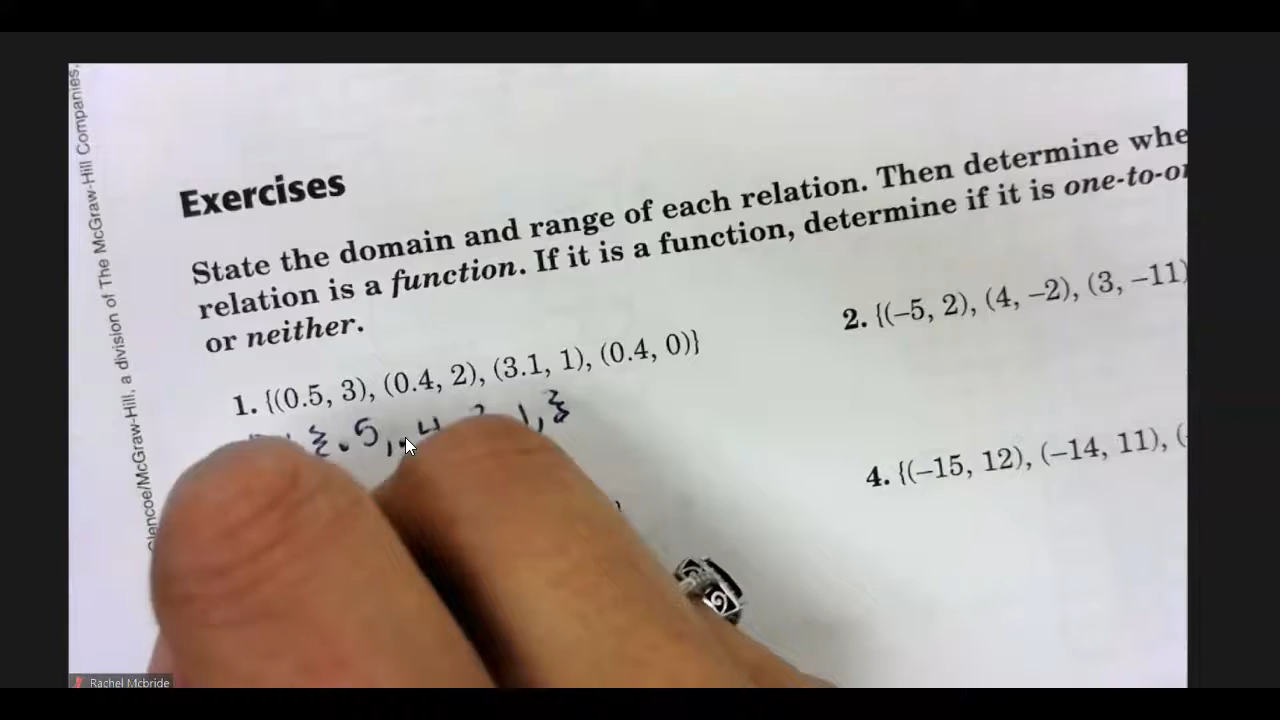 Glencoe/McGraw-Hill, a division of The McGraw-Hill Companies,
Exercises
State the domain and range of each relation. Then determine whe
relation is a function. If it is a function, determine if it is one-to-o
or neither.
1. {(0.5, 3), (0.4, 2), (3.1, 1), (0.4, 0)}
2. {(−5, 2), (4, −2), (3, −11)
{.5, .4
1, }
4. {(−15, 12), (−14, 11), (
Rachel Mcbride